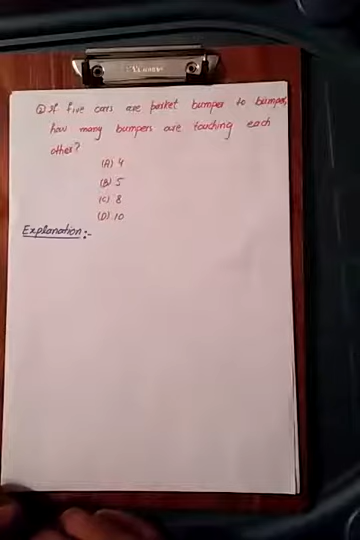 ② If five cars are parket bumper to bumper,
how many bumpers are touching each
other?
(A) 4
(B) 5
(C) 8
(D) 10
Explanation:-